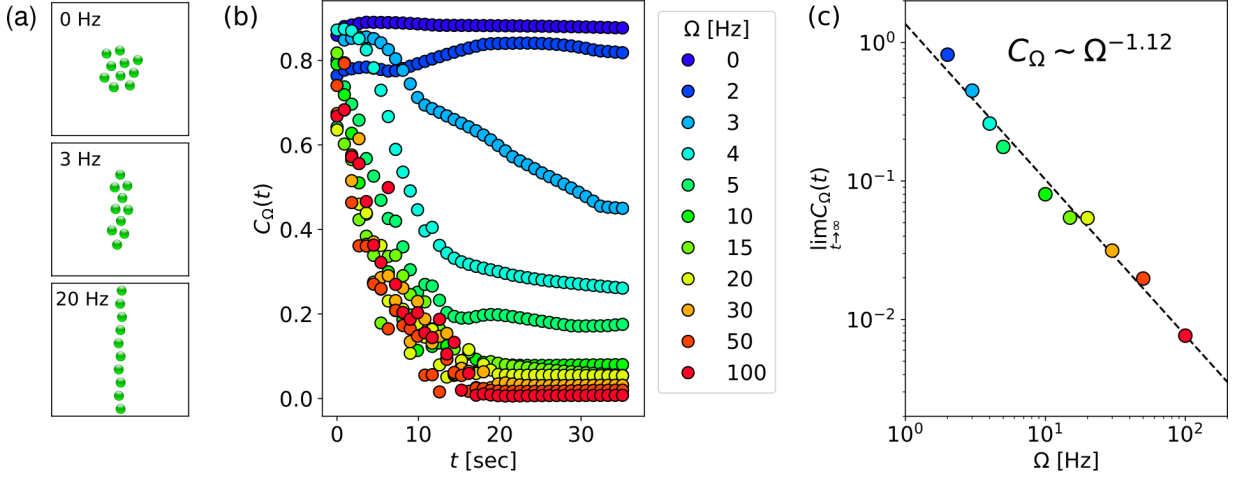 (a)
0 Hz
3 Hz
20 Hz
(b)
C_Ω(t)
0.8
0.6
0.4
0.2
0.0
0
10
20
30
t [sec]
Ω [Hz]
0
2
3
4
5
10
15
20
30
50
100
(c)
C_Ω ~ Ω^{-1.12}
lim_{t→∞} C_Ω(t)
10^0
10^{-1}
10^{-2}
10^0
10^1
10^2
Ω [Hz]